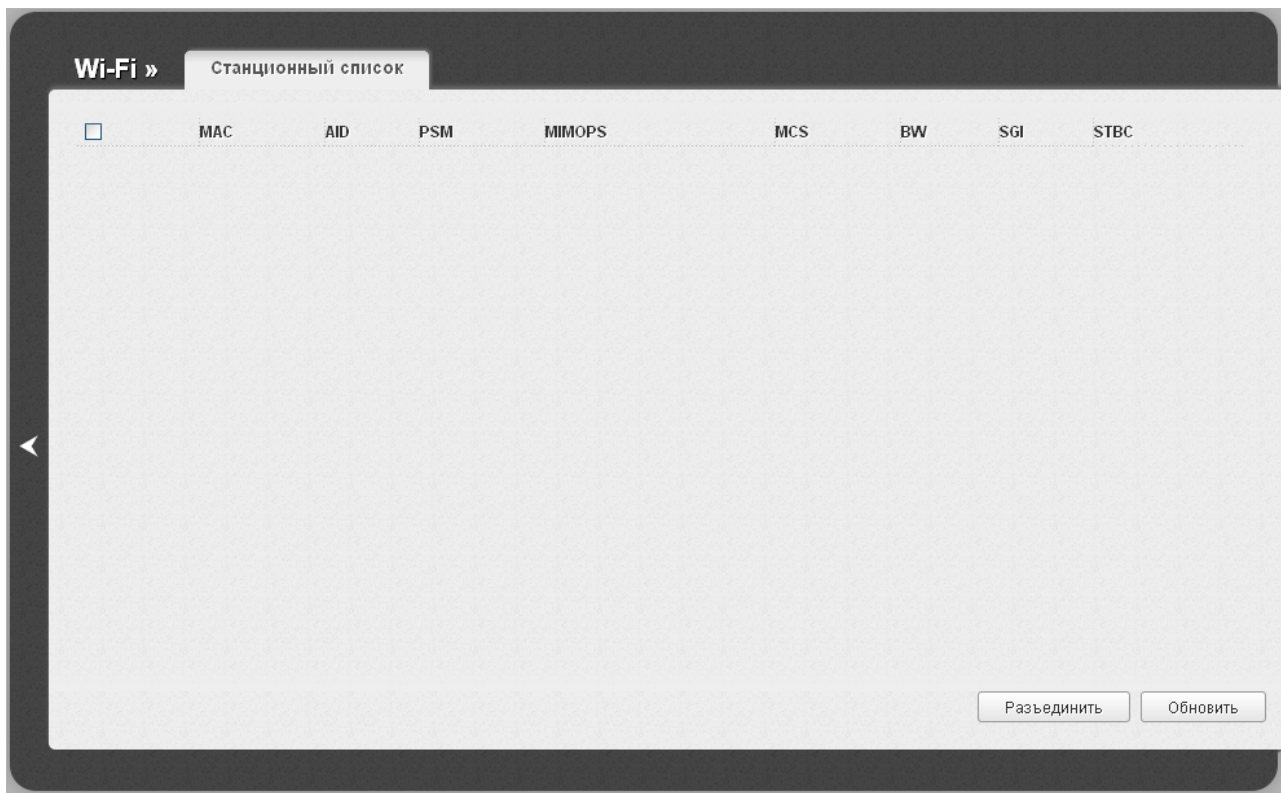 Wi-Fi » Станционный список
MAC AID PSM MIMOPS MCS BW SGI STBC
Разъединить Обновить